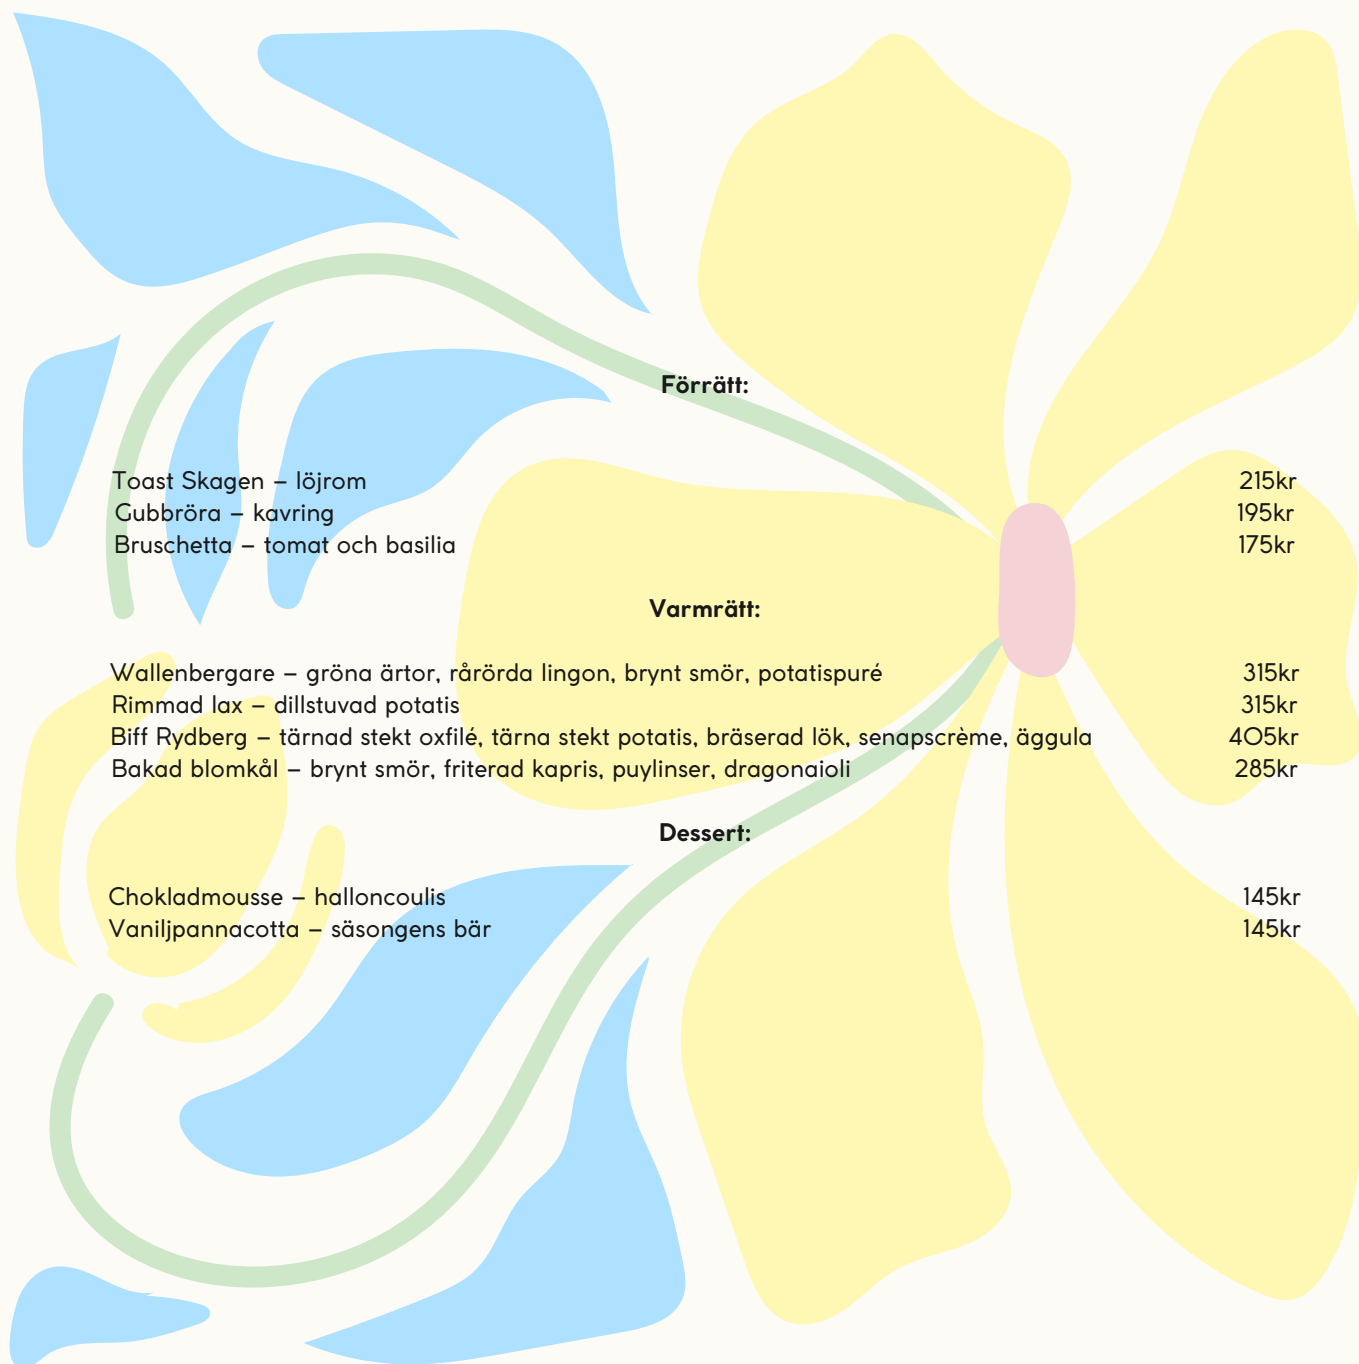 Förrätt:
Toast Skagen – löjrom 215kr
Gubbröra – kavring 195kr
Bruschetta – tomat och basilia 175kr
Varmrätt:
Wallenbergare – gröna ärtor, rårörda lingon, brynt smör, potatispuré 315kr
Rimmad lax – dillstuvad potatis 315kr
Biff Rydberg – tärnad stekt oxfilé, tärna stekt potatis, bräserad lök, senapscrème, äggula 405kr
Bakad blomkål – brynt smör, friterad kapris, puylinser, dragonaioli 285kr
Dessert:
Chokladmousse – halloncoulis 145kr
Vaniljpannacotta – säsongens bär 145kr